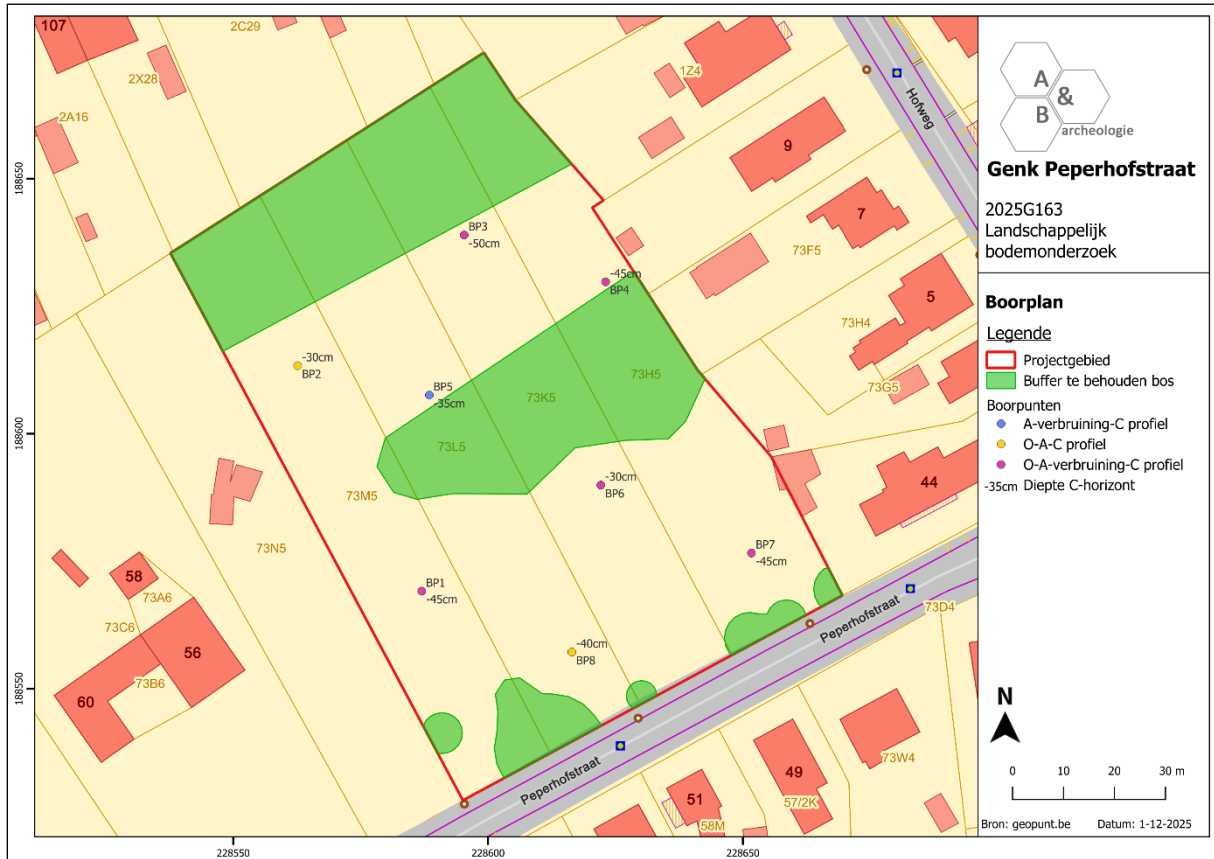 107
2C29
2X28
2A16
1Z4
Hofweg
9
7
73F5
5
73H4
73G5
BP3
-50cm
-45cm
BP4
-30cm
BP2
BP5
-35cm
73H5
73K5
73L5
73M5
73N5
-30cm
BP6
44
BP7
-45cm
58
73A6
73C6
56
73B6
60
BP1
-45cm
-40cm
BP8
Peperhofstraat
73D4
Peperhofstraat
73W4
49
57/2K
51
58M
188650
188600
188550
228550
228600
228650
A
&
B
archeologie
Genk Peperhofstraat
2025G163
Landschappelijk
bodemonderzoek
Boorplan
Legende
Projectgebied
Buffer te behouden bos
Boorpunten
A-verbruining-C profiel
O-A-C profiel
O-A-verbruining-C profiel
-35cm Diepte C-horizont
N
0 10 20 30 m
Bron: geopunt.be Datum: 1-12-2025